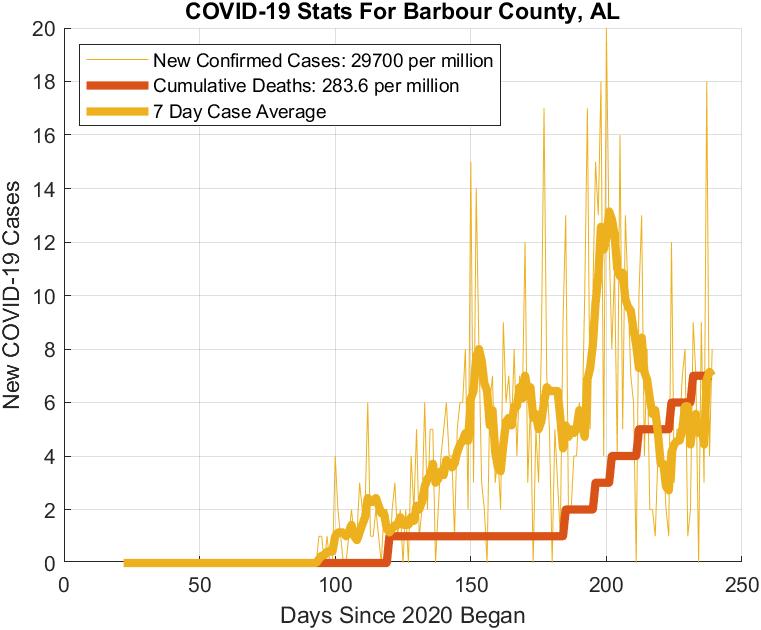 COVID-19 Stats For Barbour County, AL
New Confirmed Cases: 29700 per million
Cumulative Deaths: 283.6 per million
7 Day Case Average
New COVID-19 Cases
20
18
16
14
12
10
8
6
4
2
0
0 50 100 150 200 250
Days Since 2020 Began